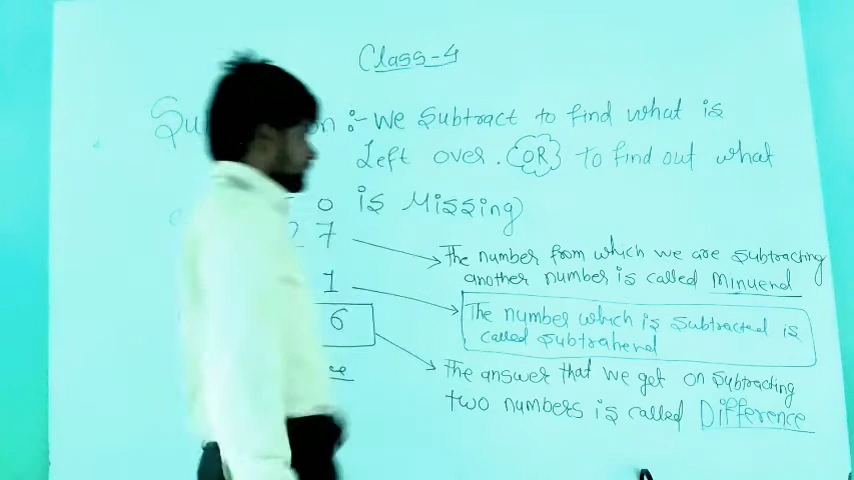 Class-4
:- We Subtract to find what is
Left over. (OR) to find out what
is Missing)
27
The number from which we are subtracting
another number is called Minuend
1
The number which is subtracted is
called subtrahend
6
The answer that we get on subtracting
two numbers is called Difference